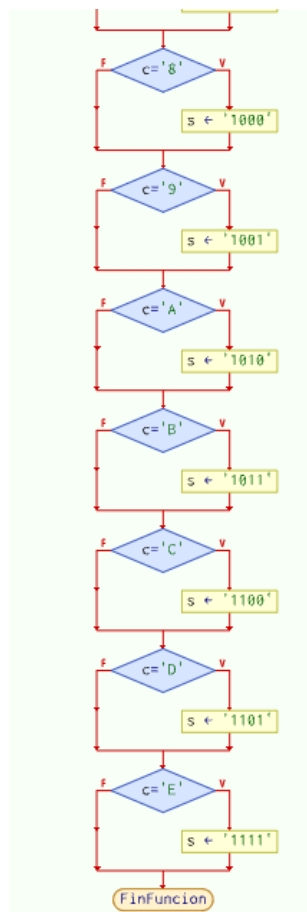 c='8'
F V
s ← '1000'
c='9'
F V
s ← '1001'
c='A'
F V
s ← '1010'
c='B'
F V
s ← '1011'
c='C'
F V
s ← '1100'
c='D'
F V
s ← '1101'
c='E'
F V
s ← '1111'
FinFuncion